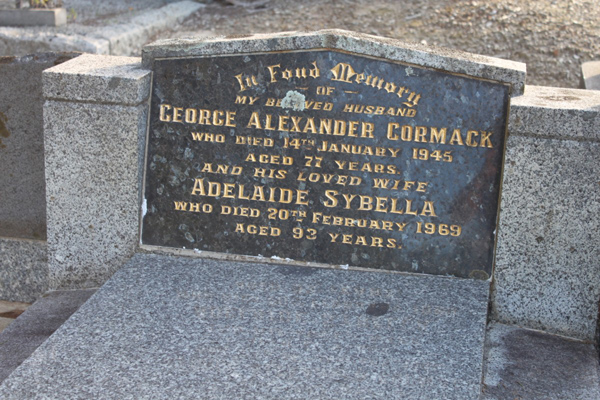 In Fond Memory
— OF —
MY BELOVED HUSBAND
GEORGE ALEXANDER CORMACK
WHO DIED 14TH JANUARY 1945
AGED 77 YEARS.
AND HIS LOVED WIFE
ADELAIDE SYBELLA
WHO DIED 20TH FEBRUARY 1969
AGED 93 YEARS.